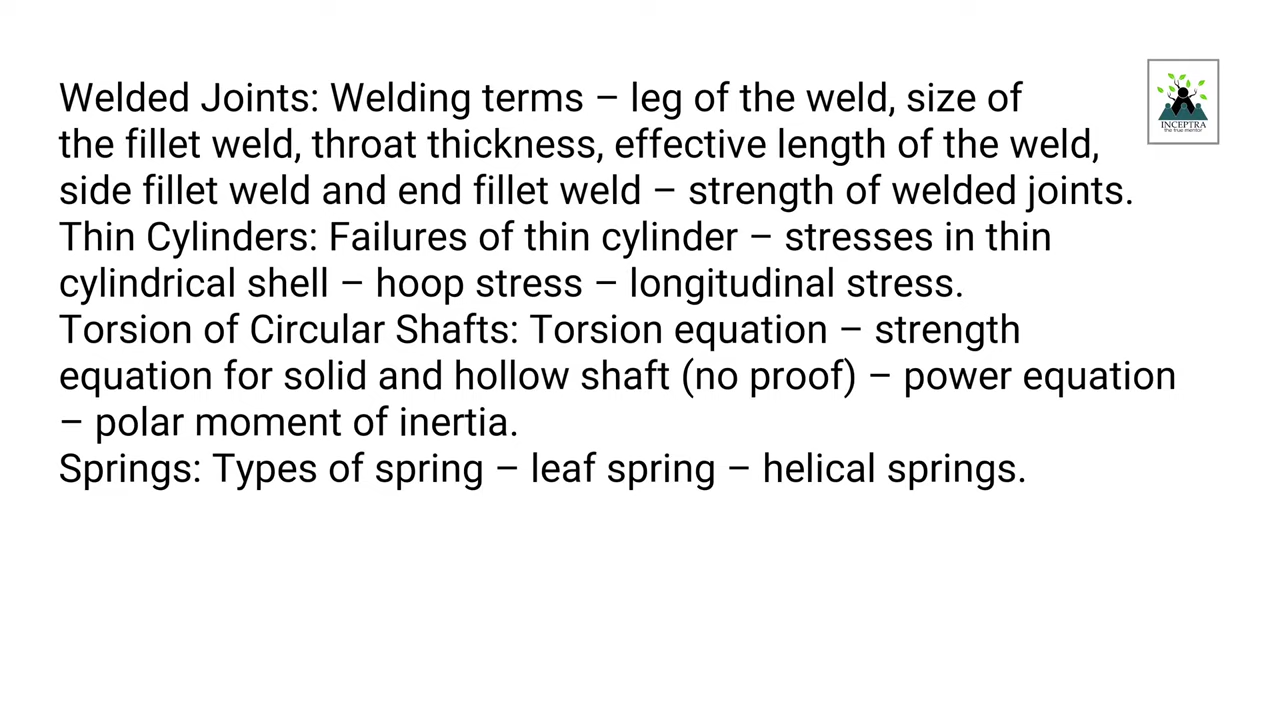 Welded Joints: Welding terms – leg of the weld, size of
the fillet weld, throat thickness, effective length of the weld,
side fillet weld and end fillet weld – strength of welded joints.
Thin Cylinders: Failures of thin cylinder – stresses in thin
cylindrical shell – hoop stress – longitudinal stress.
Torsion of Circular Shafts: Torsion equation – strength
equation for solid and hollow shaft (no proof) – power equation
– polar moment of inertia.
Springs: Types of spring – leaf spring – helical springs.
INCEPTRA
the true mentor